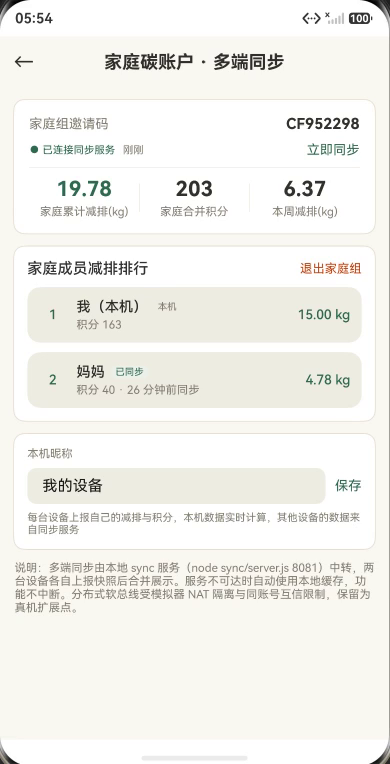 05:54
100
家庭碳账户 · 多端同步
家庭组邀请码 CF952298
已连接同步服务 刚刚 立即同步
19.78 203 6.37
家庭累计减排(kg) 家庭合并积分 本周减排(kg)
家庭成员减排排行 退出家庭组
1 我（本机） 本机 15.00 kg
积分 163
2 妈妈 已同步 4.78 kg
积分 40 · 26 分钟前同步
本机昵称
我的设备 保存
每台设备上报自己的减排与积分，本机数据实时计算，其他设备的数据来
自同步服务
说明：多端同步由本地 sync 服务（node sync/server.js 8081）中转，两
台设备各自上报快照后合并展示。服务不可达时自动使用本地缓存，功
能不中断。分布式软总线受模拟器 NAT 隔离与同账号互信限制，保留为
真机扩展点。